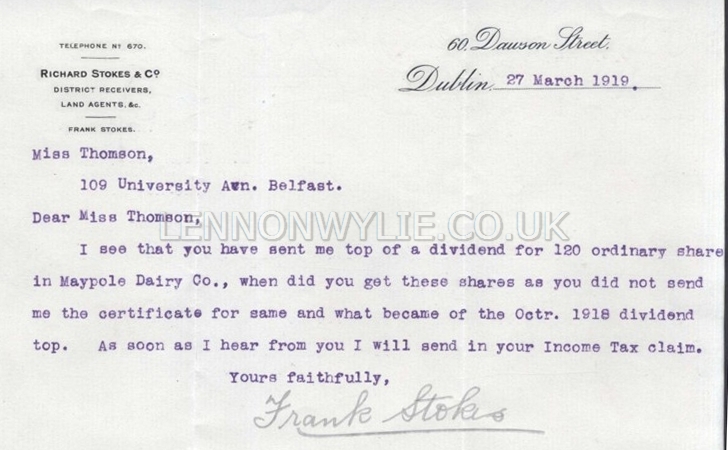 TELEPHONE Nº 670.
RICHARD STOKES & Cº
DISTRICT RECEIVERS,
LAND AGENTS, &c.
FRANK STOKES.
60. Dawson Street.
Dublin, 27 March 1919.
Miss Thomson,
109 University Avn. Belfast.
Dear Miss Thomson,
LENNONWYLIE.CO.UK
I see that you have sent me top of a dividend for 120 ordinary share
in Maypole Dairy Co., when did you get these shares as you did not send
me the certificate for same and what became of the Octr. 1918 dividend
top. As soon as I hear from you I will send in your Income Tax claim.
Yours faithfully,
Frank Stokes